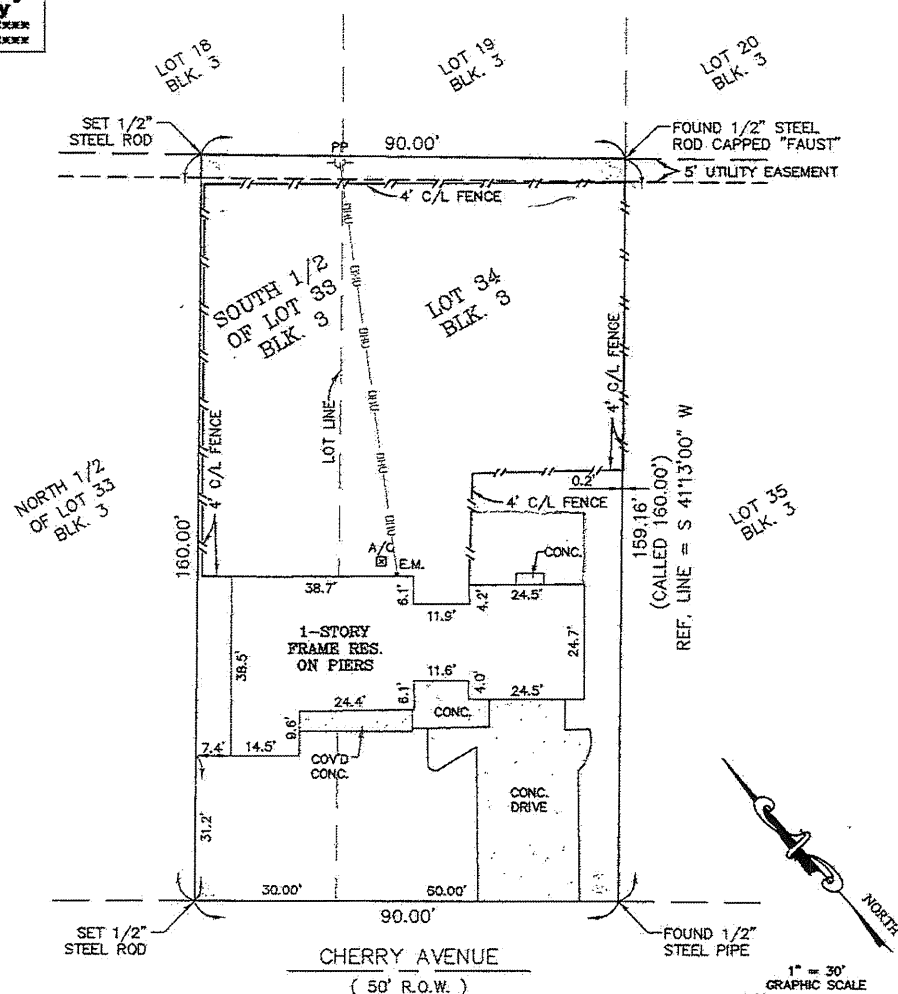 LOT 18
BLK. 3
LOT 19
BLK. 3
LOT 20
BLK. 3
SET 1/2"
STEEL ROD
PP
90.00'
FOUND 1/2" STEEL
ROD CAPPED "FAUST"
5' UTILITY EASEMENT
4' C/L FENCE
SOUTH 1/2
OF LOT 33
BLK. 3
LOT 34
BLK. 3
OHU
OHU
OHU
OHU
OHU
LOT LINE
4' C/L FENCE
4' C/L FENCE
NORTH 1/2
OF LOT 33
BLK. 3
0.2'
4' C/L FENCE
LOT 35
BLK. 3
160.00'
159.16'
(CALLED 160.00')
REF. LINE = S 41°13'00" W
A/C
E.M.
CONC.
38.7'
6.1'
11.9'
4.2'
24.5'
1-STORY
FRAME RES.
ON PIERS
38.5'
24.7'
11.6'
24.4'
6.1'
4.0'
24.5'
CONC.
9.6'
7.4'
14.5'
COV'D
CONC.
CONC.
DRIVE
31.2'
30.00'
60.00'
90.00'
SET 1/2"
STEEL ROD
FOUND 1/2"
STEEL PIPE
NORTH
CHERRY AVENUE
( 50' R.O.W. )
1" = 30'
GRAPHIC SCALE